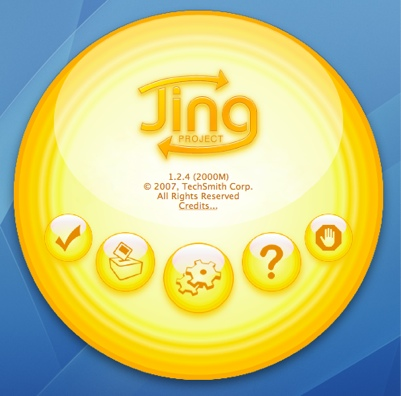 Jing
PROJECT
1.2.4 (2000M)
© 2007, TechSmith Corp.
All Rights Reserved
Credits...
?